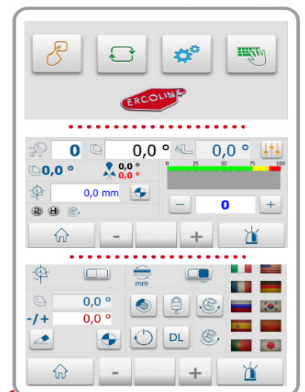 ERCOLINA
0 0,0 ° 0,0 °
0,0 ° 0,0 ° 0,0 °
0 25 50 75 100
0,0 mm
− 0 +
R H
- +
mm
0,0 °
-/+ 0,0 °
DL
- +